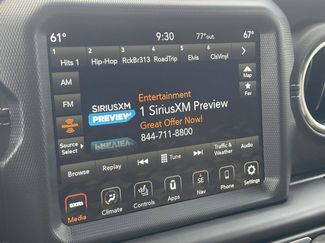 61° 9:30 77°out 67°
1 2 3 4 5 6
Hits 1 Hip-Hop RckBr313 RoadTrip Elvis ClsVinyl
AM
FM
Source Select
SIRIUSXM
PREVIEW
Entertainment
1 SiriusXM Preview
Great Offer Now!
844-711-8800
Map
Fav
Browse Replay Tune Traffic & Weather Audio
SXM
Media Climate Controls Apps Nav Phone Settings
SE